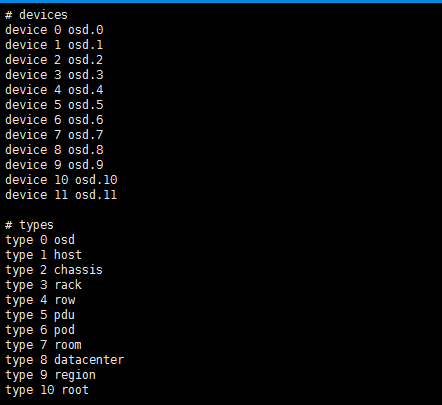 # devices
device 0 osd.0
device 1 osd.1
device 2 osd.2
device 3 osd.3
device 4 osd.4
device 5 osd.5
device 6 osd.6
device 7 osd.7
device 8 osd.8
device 9 osd.9
device 10 osd.10
device 11 osd.11
# types
type 0 osd
type 1 host
type 2 chassis
type 3 rack
type 4 row
type 5 pdu
type 6 pod
type 7 room
type 8 datacenter
type 9 region
type 10 root